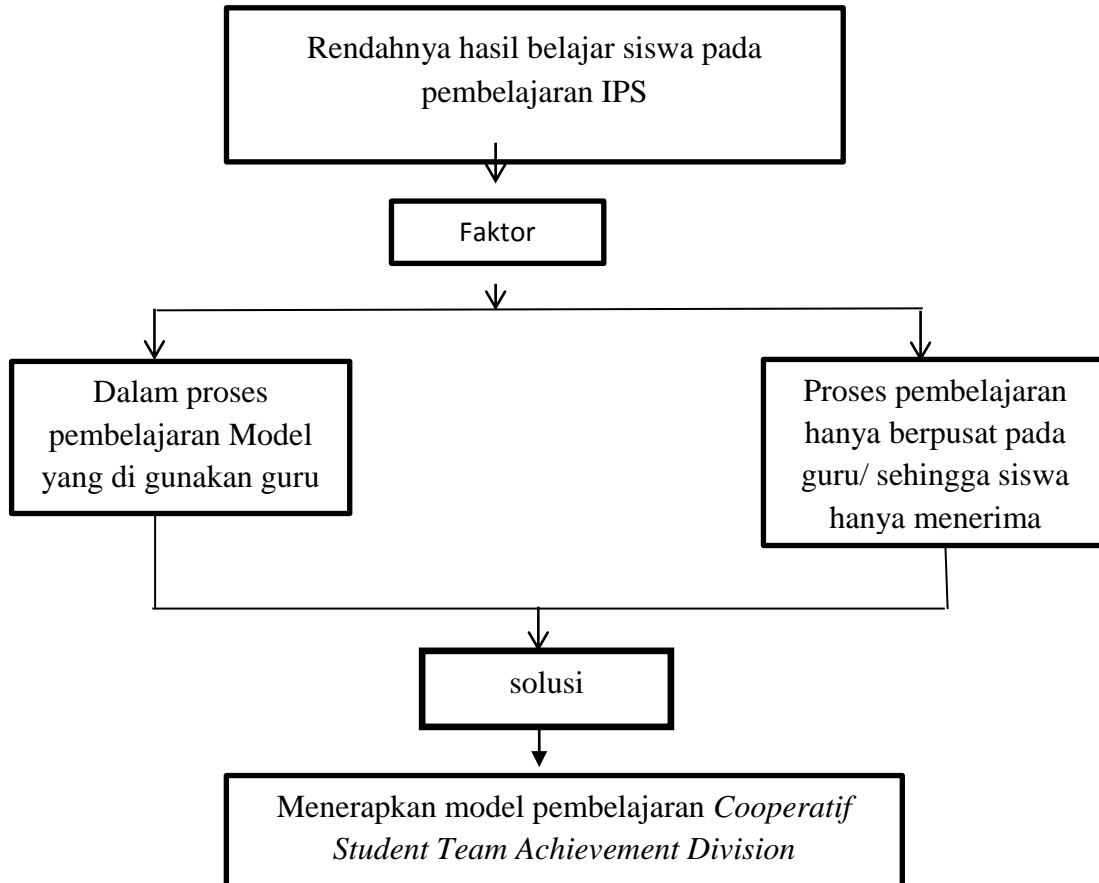 Rendahnya hasil belajar siswa pada
pembelajaran IPS
Faktor
Dalam proses
pembelajaran Model
yang di gunakan guru
Proses pembelajaran
hanya berpusat pada
guru/ sehingga siswa
hanya menerima
solusi
Menerapkan model pembelajaran Cooperatif
Student Team Achievement Division